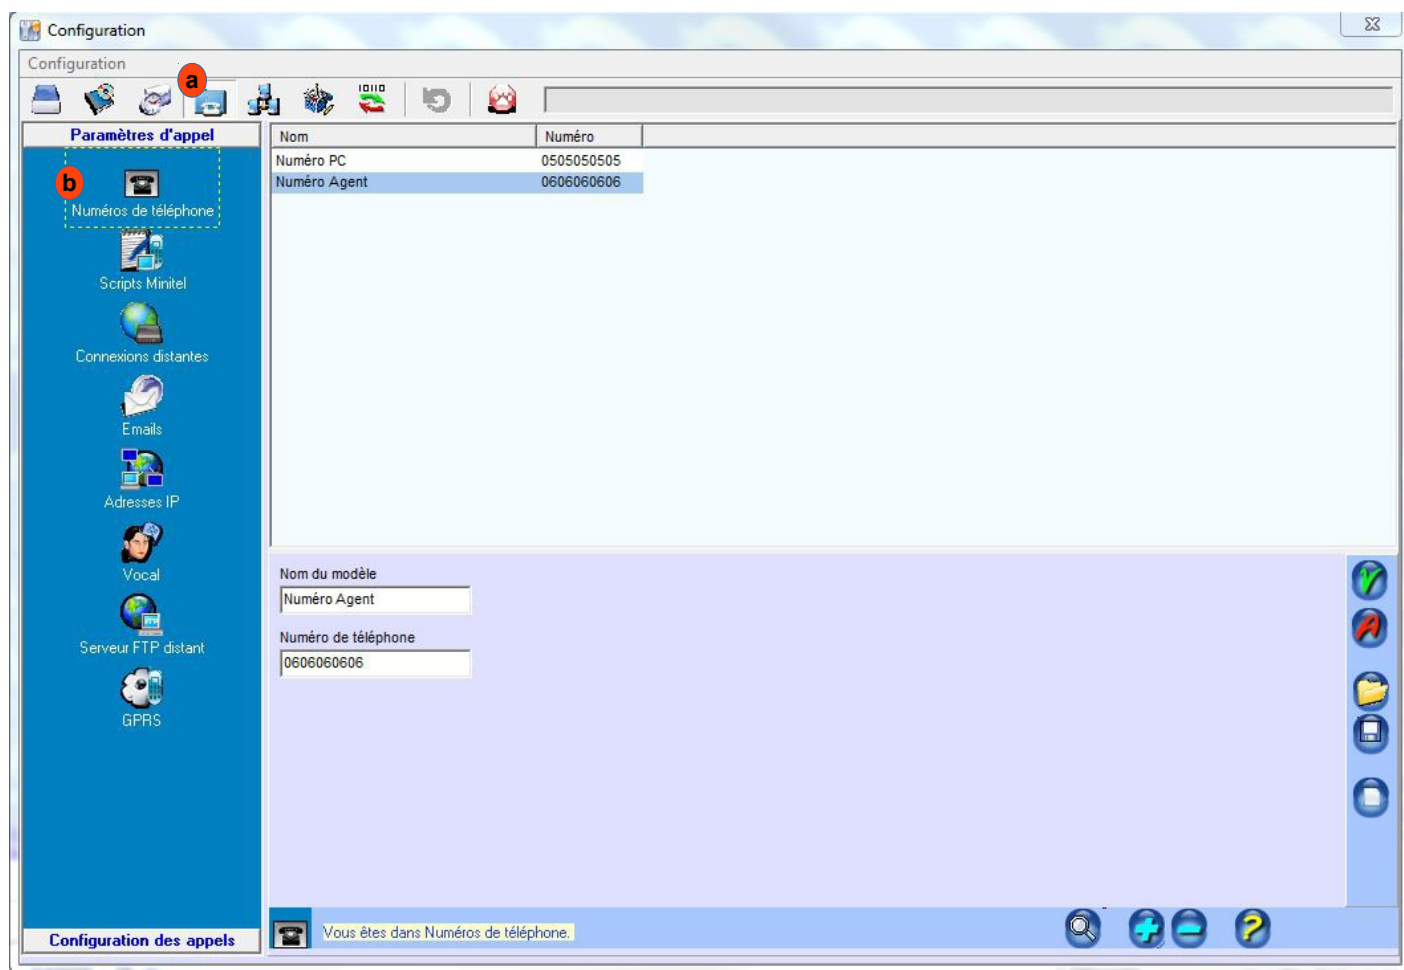 Configuration
Configuration
a
10110
Paramètres d'appel
Nom Numéro
Numéro PC 0505050505
Numéro Agent 0606060606
b
Numéros de téléphone
Scripts Minitel
Connexions distantes
Emails
Adresses IP
Vocal
Serveur FTP distant
GPRS
Nom du modèle
Numéro Agent
Numéro de téléphone
0606060606
Configuration des appels
Vous êtes dans Numéros de téléphone.